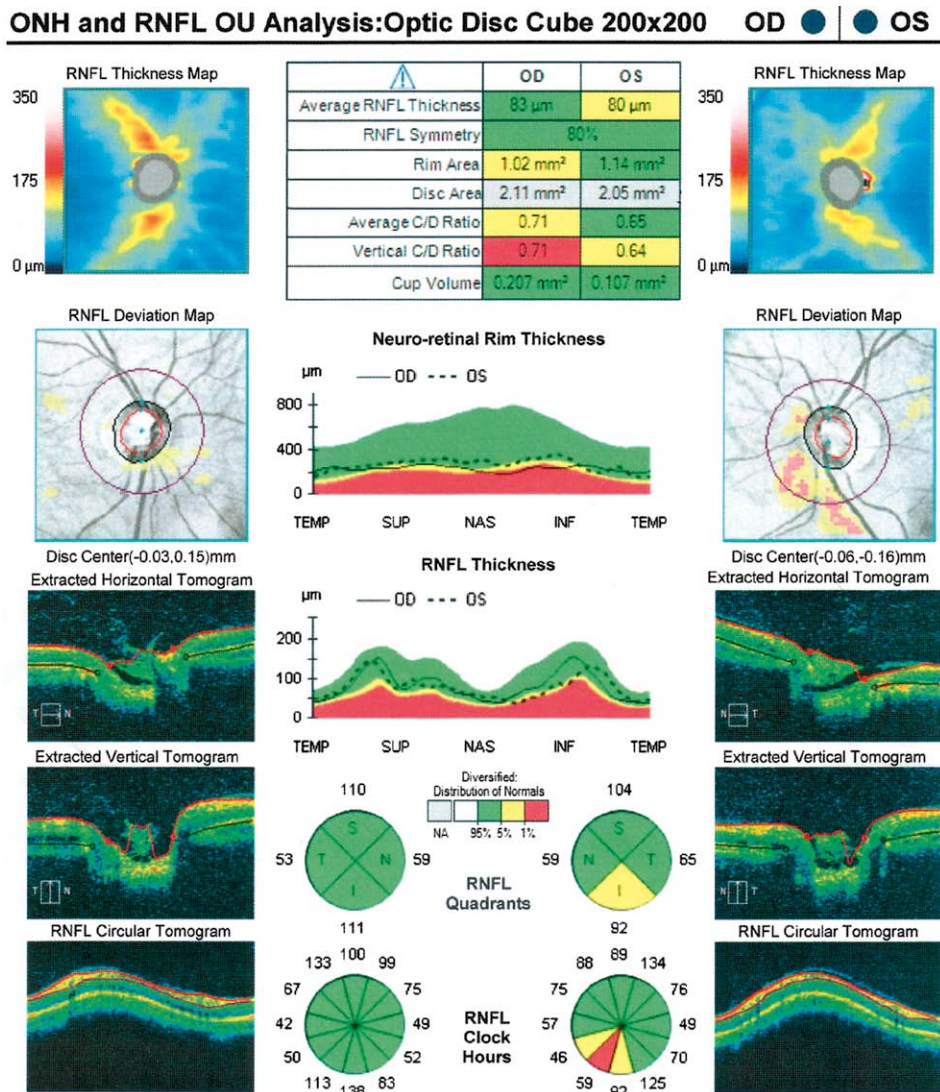 ONH and RNFL OU Analysis:Optic Disc Cube 200x200 OD OS
RNFL Thickness Map
350
175
0 µm
OD OS
Average RNFL Thickness 83 µm 80 µm
RNFL Symmetry 80%
Rim Area 1.02 mm² 1.14 mm²
Disc Area 2.11 mm² 2.05 mm²
Average C/D Ratio 0.71 0.65
Vertical C/D Ratio 0.71 0.64
Cup Volume 0.207 mm² 0.107 mm²
RNFL Thickness Map
350
175
0 µm
RNFL Deviation Map
Disc Center(-0.03,0.15)mm
Neuro-retinal Rim Thickness
µm OD OS
800
400
0
TEMP SUP NAS INF TEMP
RNFL Deviation Map
Disc Center(-0.06,-0.16)mm
Extracted Horizontal Tomogram
T N
RNFL Thickness
µm OD OS
200
100
0
TEMP SUP NAS INF TEMP
Extracted Horizontal Tomogram
N T
Extracted Vertical Tomogram
T N
Diversified:
Distribution of Normals
NA 95% 5% 1%
110
S
53 T N 59
I
111
RNFL
Quadrants
104
S
59 N T 65
I
92
Extracted Vertical Tomogram
T N
RNFL Circular Tomogram
100
133 99
67 75
42 49
50 52
113 83
138
RNFL
Clock
Hours
89
88 134
75 76
57 49
46 70
59 125
92
RNFL Circular Tomogram